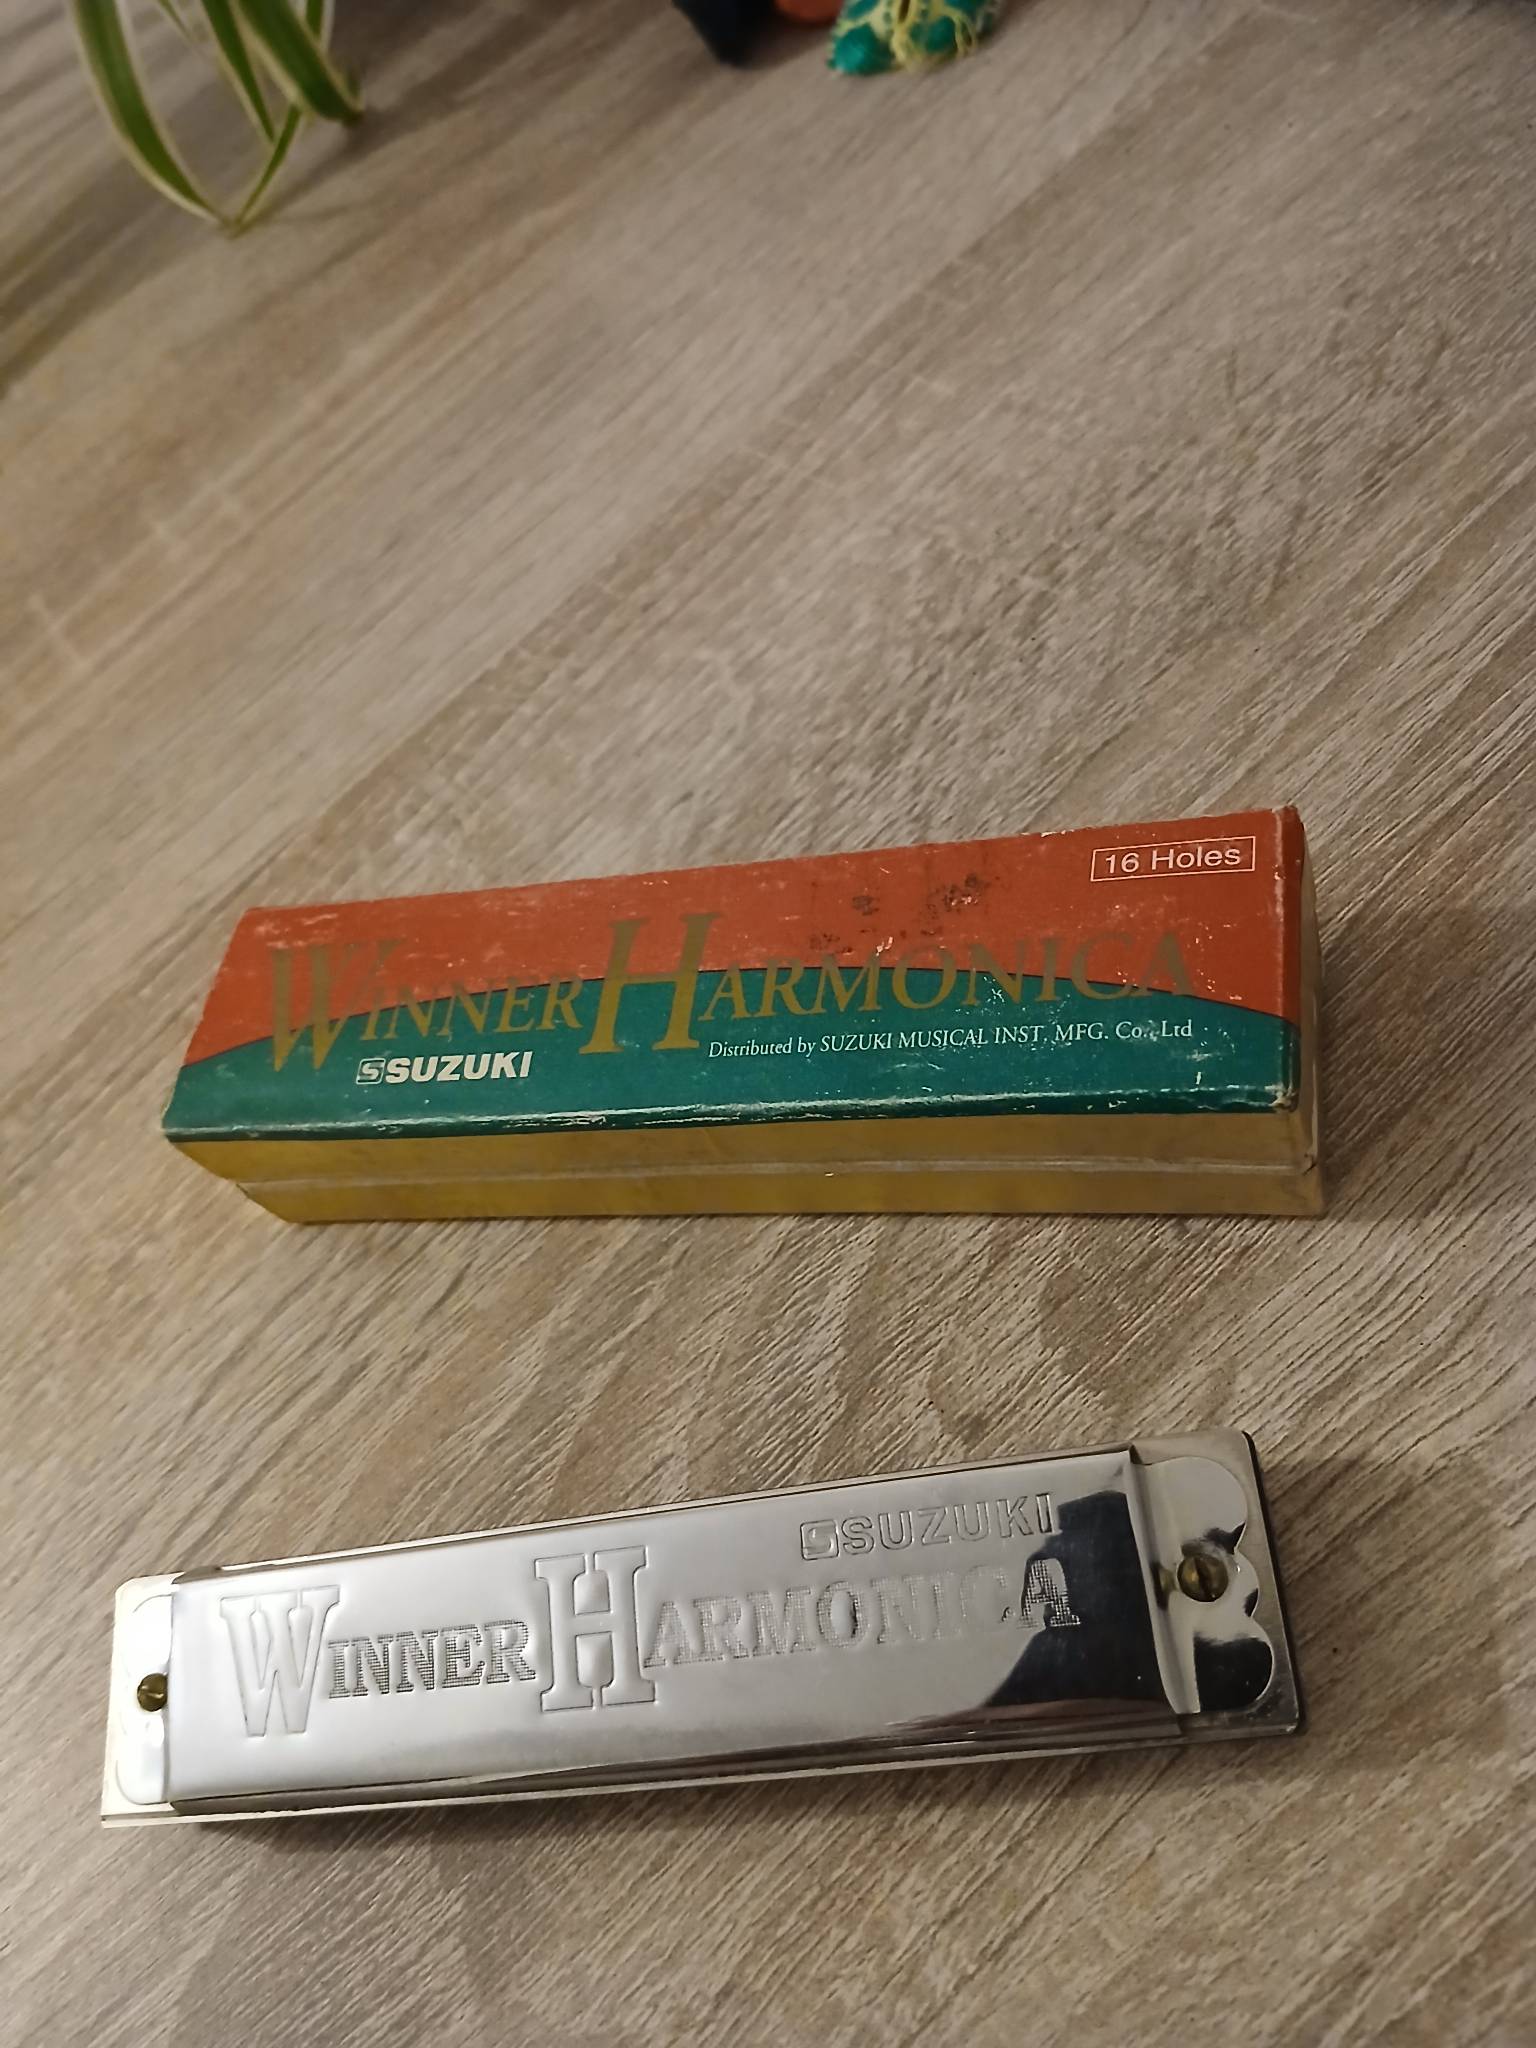 16 Holes
WINNER HARMONICA
SUZUKI
Distributed by SUZUKI MUSICAL INST. MFG. Co., Ltd
SUZUKI
WINNER HARMONICA